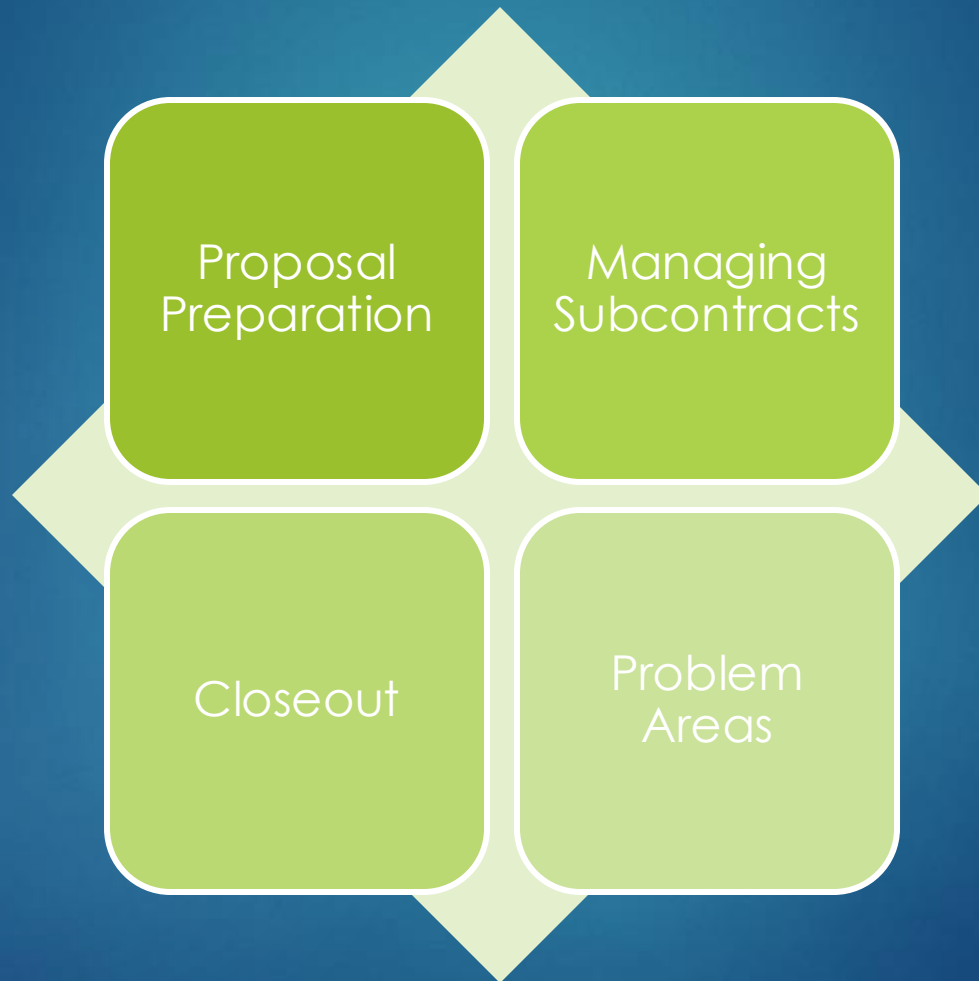 Proposal
Preparation
Managing
Subcontracts
Closeout
Problem
Areas